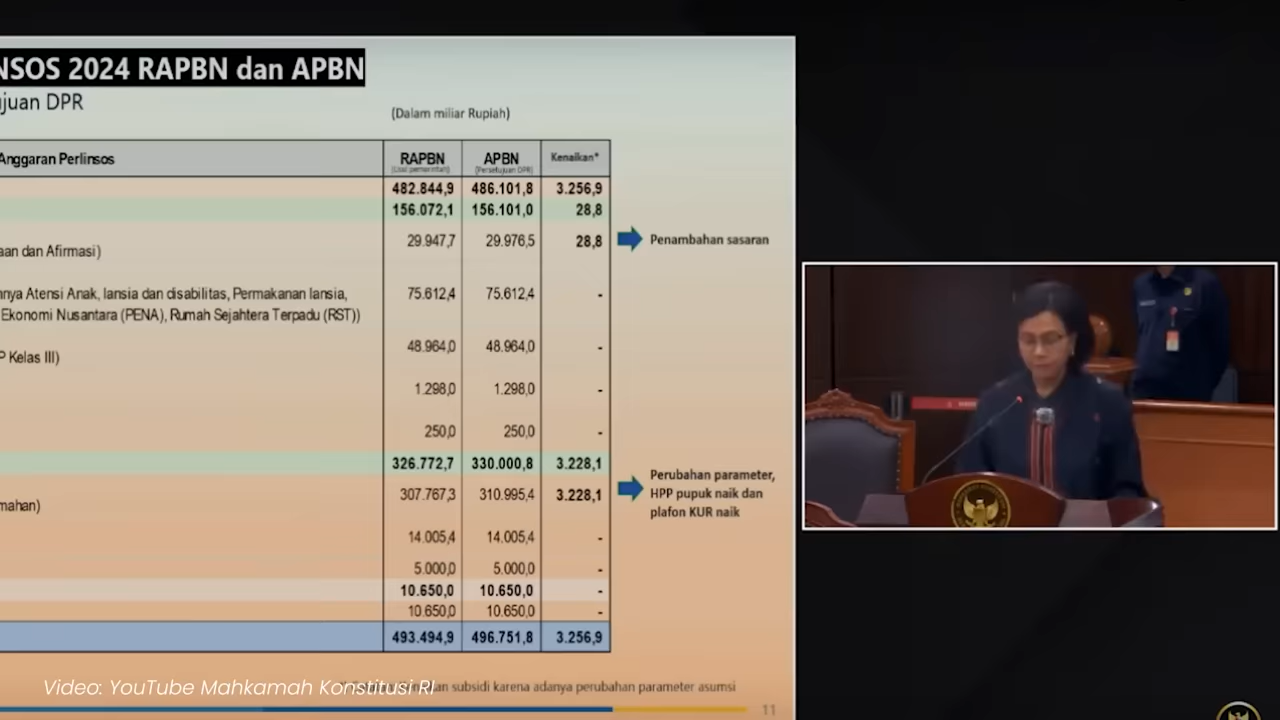 NSOS 2024 RAPBN dan APBN
juan DPR
(Dalam miliar Rupiah)
Anggaran Perlinsos RAPBN APBN Kenaikan*
(Usul pemerintah) (Persetujuan DPR)
482.844,9 486.101,8 3.256,9
156.072,1 156.101,0 28,8
29.947,7 29.976,5 28,8
aan dan Afirmasi)
Penambahan sasaran
nya Atensi Anak, lansia dan disabilitas, Permakanan lansia, 75.612,4 75.612,4 -
Ekonomi Nusantara (PENA), Rumah Sejahtera Terpadu (RST))
48.964,0 48.964,0 -
P Kelas III)
1.298,0 1.298,0 -
250,0 250,0 -
326.772,7 330.000,8 3.228,1
307.767,3 310.995,4 3.228,1
mahan)
Perubahan parameter,
HPP pupuk naik dan
plafon KUR naik
14.005,4 14.005,4 -
5.000,0 5.000,0 -
10.650,0 10.650,0 -
10.650,0 10.650,0 -
493.494,9 496.751,8 3.256,9
Video: YouTube Mahkamah Konstitusi RI
subsidi karena adanya perubahan parameter asumsi
11